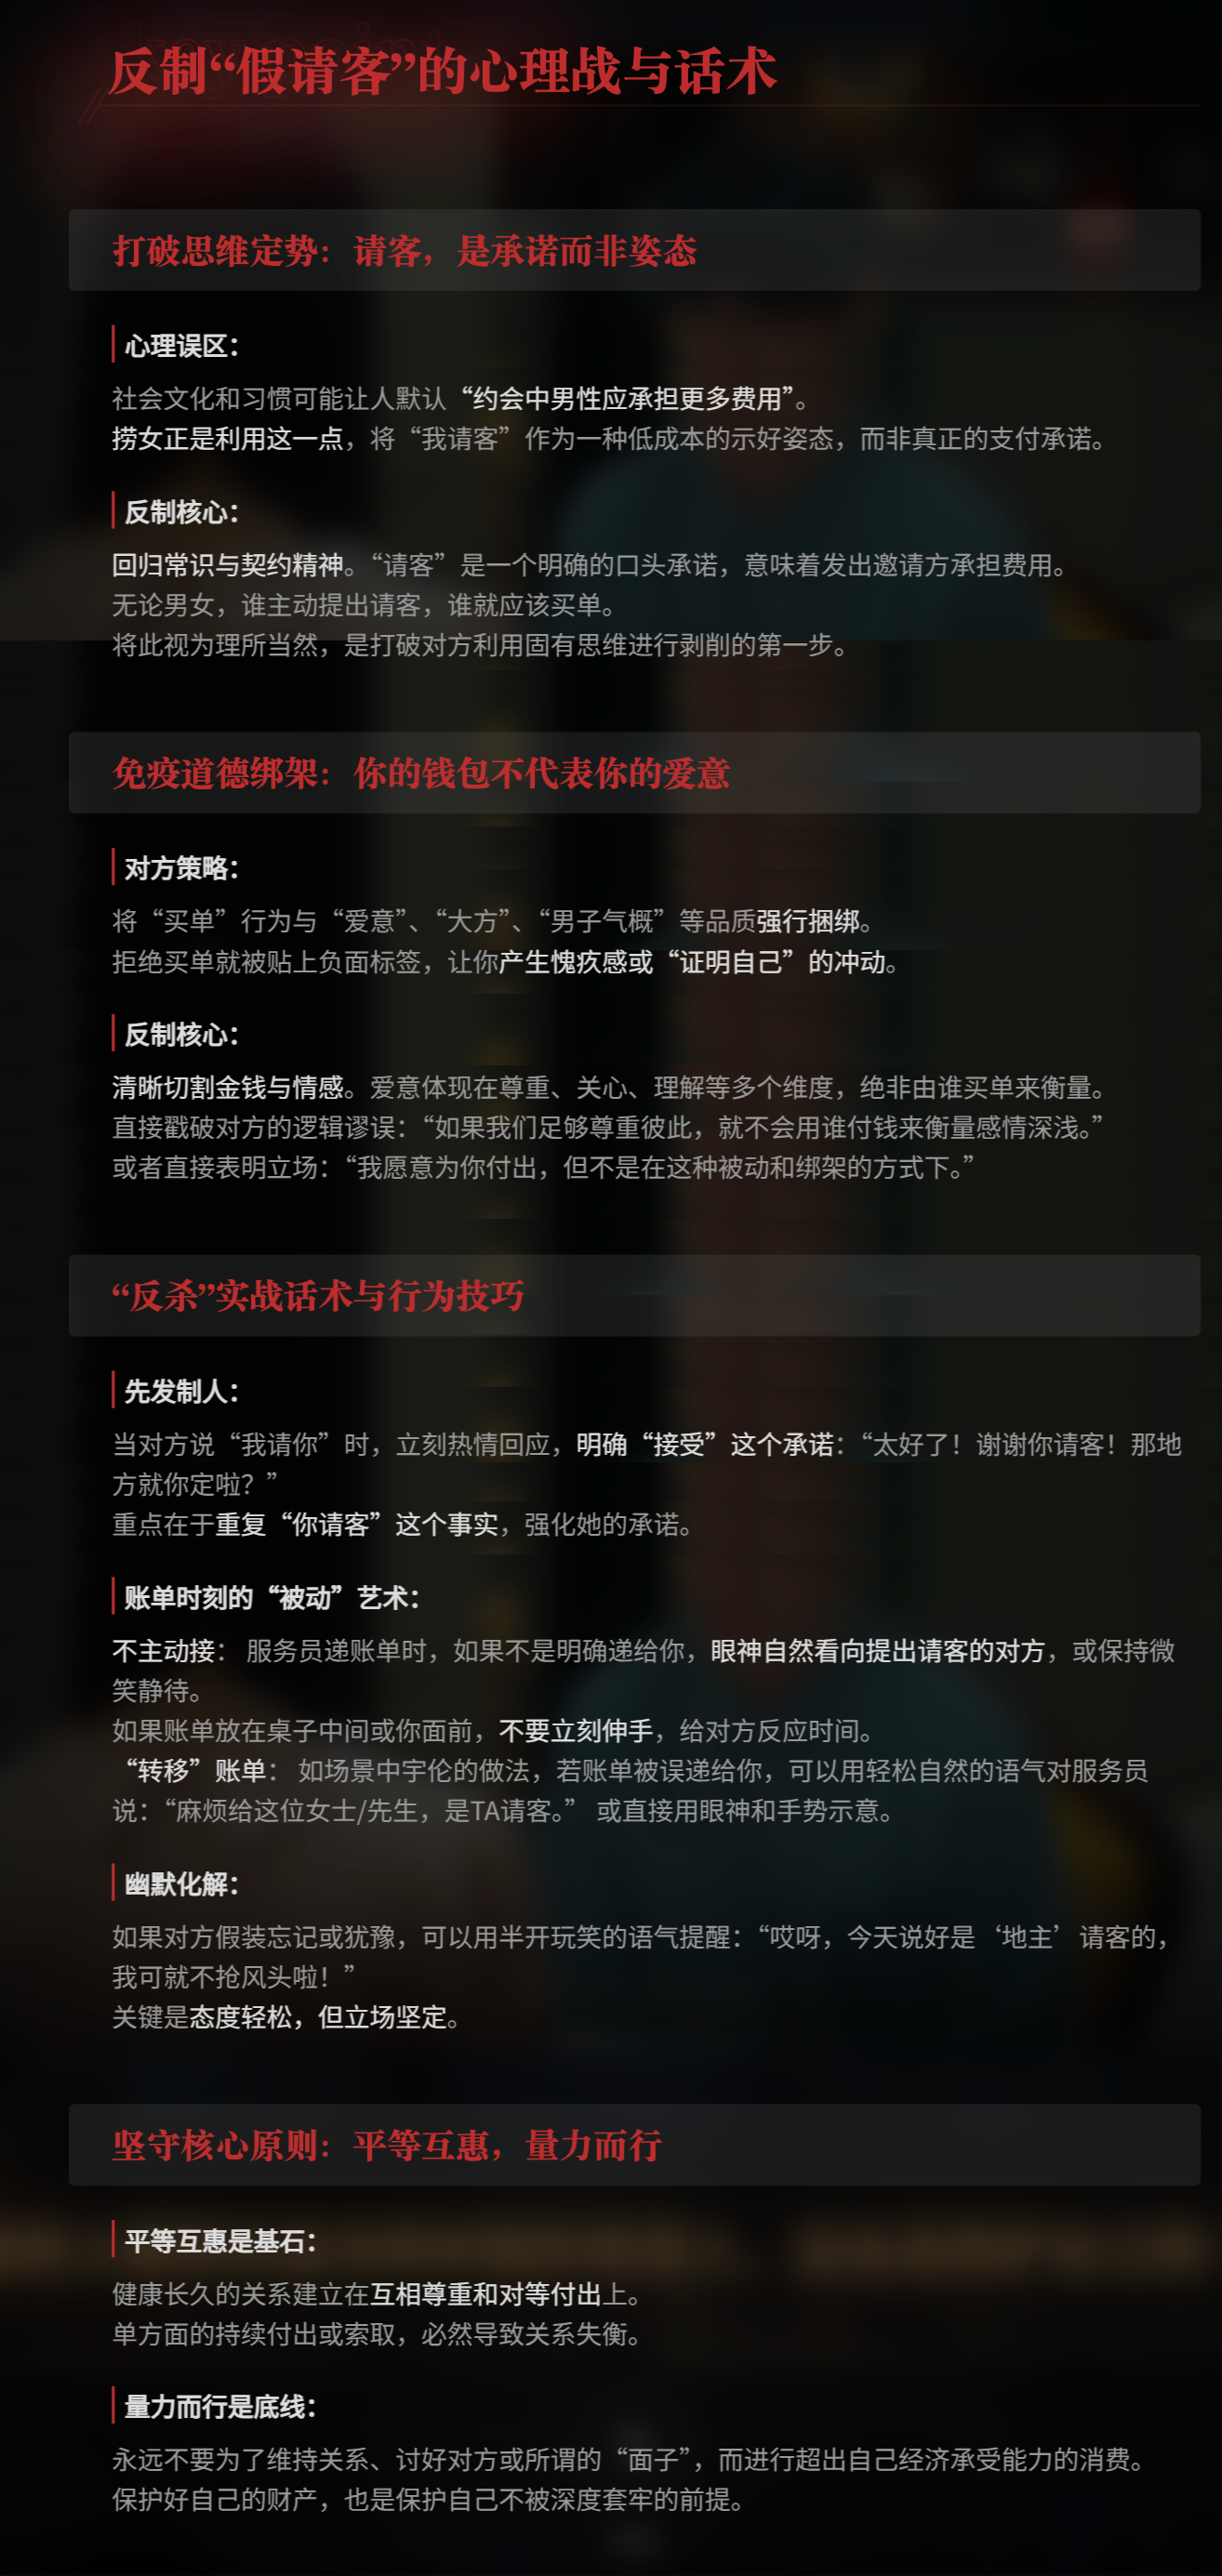 反制“假请客”的心理战与话术
打破思维定势：请客，是承诺而非姿态
心理误区：
社会文化和习惯可能让人默认“约会中男性应承担更多费用”。
捞女正是利用这一点，将“我请客”作为一种低成本的示好姿态，而非真正的支付承诺。
反制核心：
回归常识与契约精神。“请客”是一个明确的口头承诺，意味着发出邀请方承担费用。
无论男女，谁主动提出请客，谁就应该买单。
将此视为理所当然，是打破对方利用固有思维进行剥削的第一步。
免疫道德绑架：你的钱包不代表你的爱意
对方策略：
将“买单”行为与“爱意”、“大方”、“男子气概”等品质强行捆绑。
拒绝买单就被贴上负面标签，让你产生愧疚感或“证明自己”的冲动。
反制核心：
清晰切割金钱与情感。爱意体现在尊重、关心、理解等多个维度，绝非由谁买单来衡量。
直接戳破对方的逻辑谬误：“如果我们足够尊重彼此，就不会用谁付钱来衡量感情深浅。”
或者直接表明立场：“我愿意为你付出，但不是在这种被动和绑架的方式下。”
“反杀”实战话术与行为技巧
先发制人：
当对方说“我请你”时，立刻热情回应，明确“接受”这个承诺：“太好了！谢谢你请客！那地
方就你定啦？”
重点在于重复“你请客”这个事实，强化她的承诺。
账单时刻的“被动”艺术：
不主动接： 服务员递账单时，如果不是明确递给你，眼神自然看向提出请客的对方，或保持微
笑静待。
如果账单放在桌子中间或你面前，不要立刻伸手，给对方反应时间。
“转移”账单： 如场景中宇伦的做法，若账单被误递给你，可以用轻松自然的语气对服务员
说：“麻烦给这位女士/先生，是TA请客。” 或直接用眼神和手势示意。
幽默化解：
如果对方假装忘记或犹豫，可以用半开玩笑的语气提醒：“哎呀，今天说好是‘地主’请客的，
我可就不抢风头啦！”
关键是态度轻松，但立场坚定。
坚守核心原则：平等互惠，量力而行
平等互惠是基石：
健康长久的关系建立在互相尊重和对等付出上。
单方面的持续付出或索取，必然导致关系失衡。
量力而行是底线：
永远不要为了维持关系、讨好对方或所谓的“面子”，而进行超出自己经济承受能力的消费。
保护好自己的财产，也是保护自己不被深度套牢的前提。